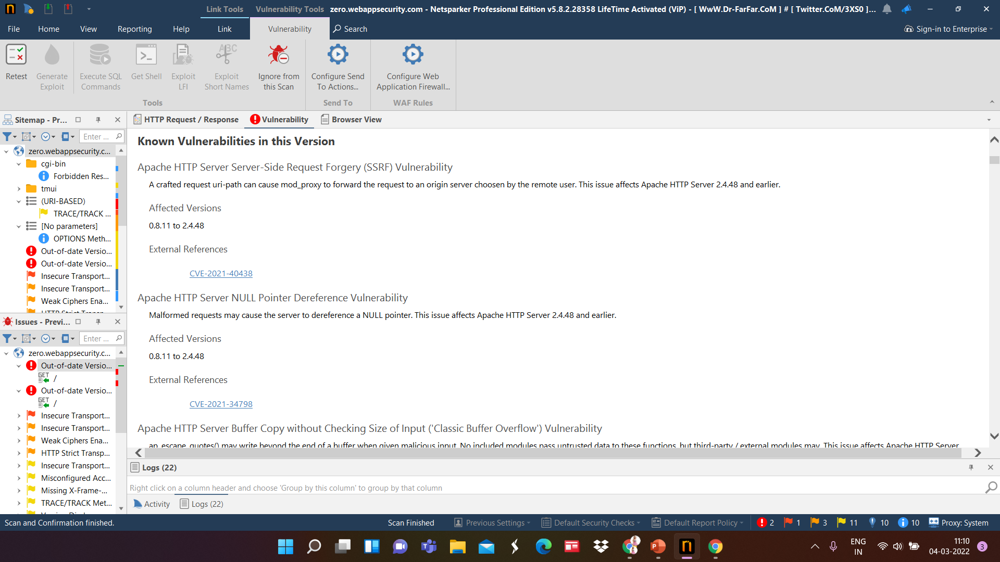 Link Tools
Vulnerability Tools
zero.webappsecurity.com - Netsparker Professional Edition v5.8.2.28358 LifeTime Activated (ViP) - [ WwW.Dr-FarFar.CoM ] # [ Twitter.CoM/3XS0 ]...
File
Home
View
Reporting
Help
Link
Vulnerability
Search
Sign-in to Enterprise
Retest
Generate
Exploit
Execute SQL
Commands
Get Shell
Exploit
LFI
ABC
Exploit
Short Names
Ignore from
this Scan
Configure Send
To Actions...
Configure Web
Application Firewall...
Tools
Send To
WAF Rules
Sitemap - Pr...
Enter ...
zero.webappsecurity.c...
cgi-bin
Forbidden Res...
tmui
(URI-BASED)
TRACE/TRACK ...
[No parameters]
OPTIONS Meth...
Out-of-date Versio...
Out-of-date Versio...
Insecure Transport...
Insecure Transport...
Weak Ciphers Ena...
HTTP Strict Transp...
Issues - Previ...
Enter ...
zero.webappsecurity.c...
Out-of-date Versio...
GET /
Out-of-date Versio...
GET /
Insecure Transport...
Insecure Transport...
Weak Ciphers Ena...
HTTP Strict Transp...
Insecure Transport...
Misconfigured Acc...
Missing X-Frame-...
TRACE/TRACK Met...
HTTP Request / Response
Vulnerability
Browser View
Known Vulnerabilities in this Version
Apache HTTP Server Server-Side Request Forgery (SSRF) Vulnerability
A crafted request uri-path can cause mod_proxy to forward the request to an origin server choosen by the remote user. This issue affects Apache HTTP Server 2.4.48 and earlier.
Affected Versions
0.8.11 to 2.4.48
External References
CVE-2021-40438
Apache HTTP Server NULL Pointer Dereference Vulnerability
Malformed requests may cause the server to dereference a NULL pointer. This issue affects Apache HTTP Server 2.4.48 and earlier.
Affected Versions
0.8.11 to 2.4.48
External References
CVE-2021-34798
Apache HTTP Server Buffer Copy without Checking Size of Input ('Classic Buffer Overflow') Vulnerability
ap_escape_quotes() may write beyond the end of a buffer when given malicious input. No included modules pass untrusted data to these functions, but third-party / external modules may. This issue affects Apache HTTP Server
Logs (22)
Right click on a column header and choose 'Group by this column' to group by that column
Activity
Logs (22)
Scan and Confirmation finished.
Scan Finished
Previous Settings
Default Security Checks
Default Report Policy
2
1
3
11
10
10
Proxy: System
ENG
IN
11:10
04-03-2022
3